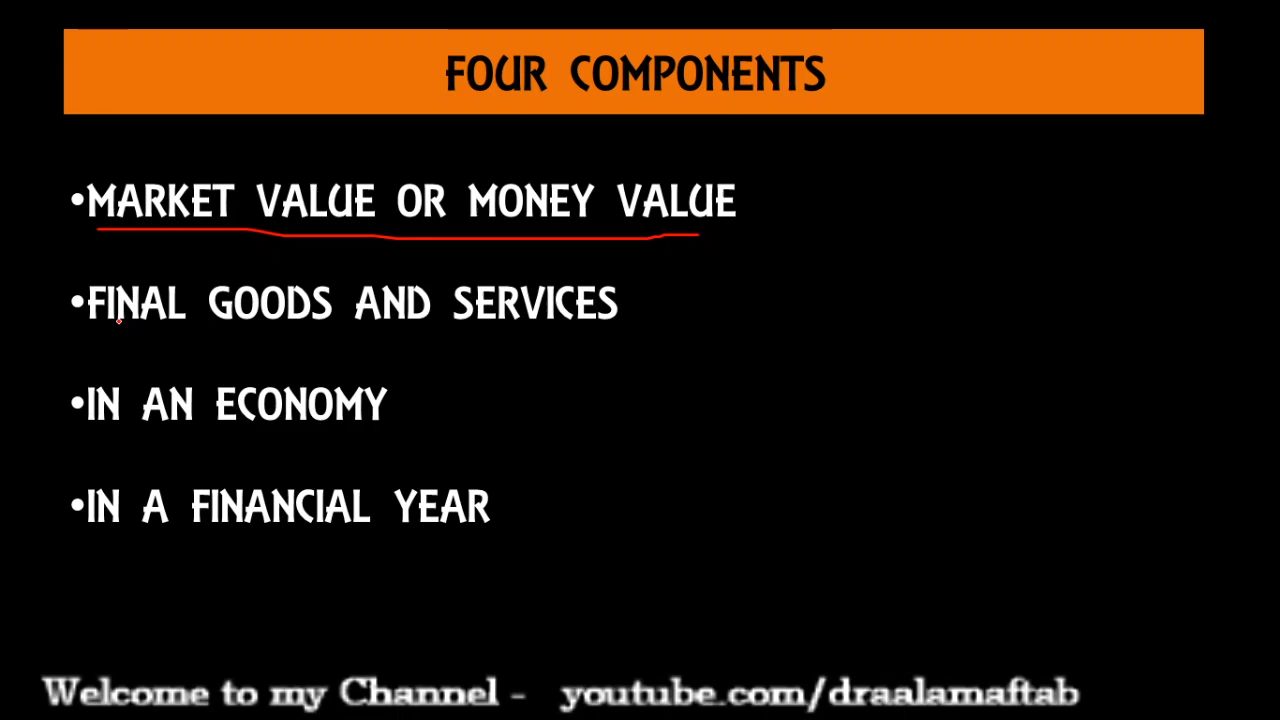 FOUR COMPONENTS
•MARKET VALUE OR MONEY VALUE
•FINAL GOODS AND SERVICES
•IN AN ECONOMY
•IN A FINANCIAL YEAR
Welcome to my Channel - youtube.com/draalamaftab